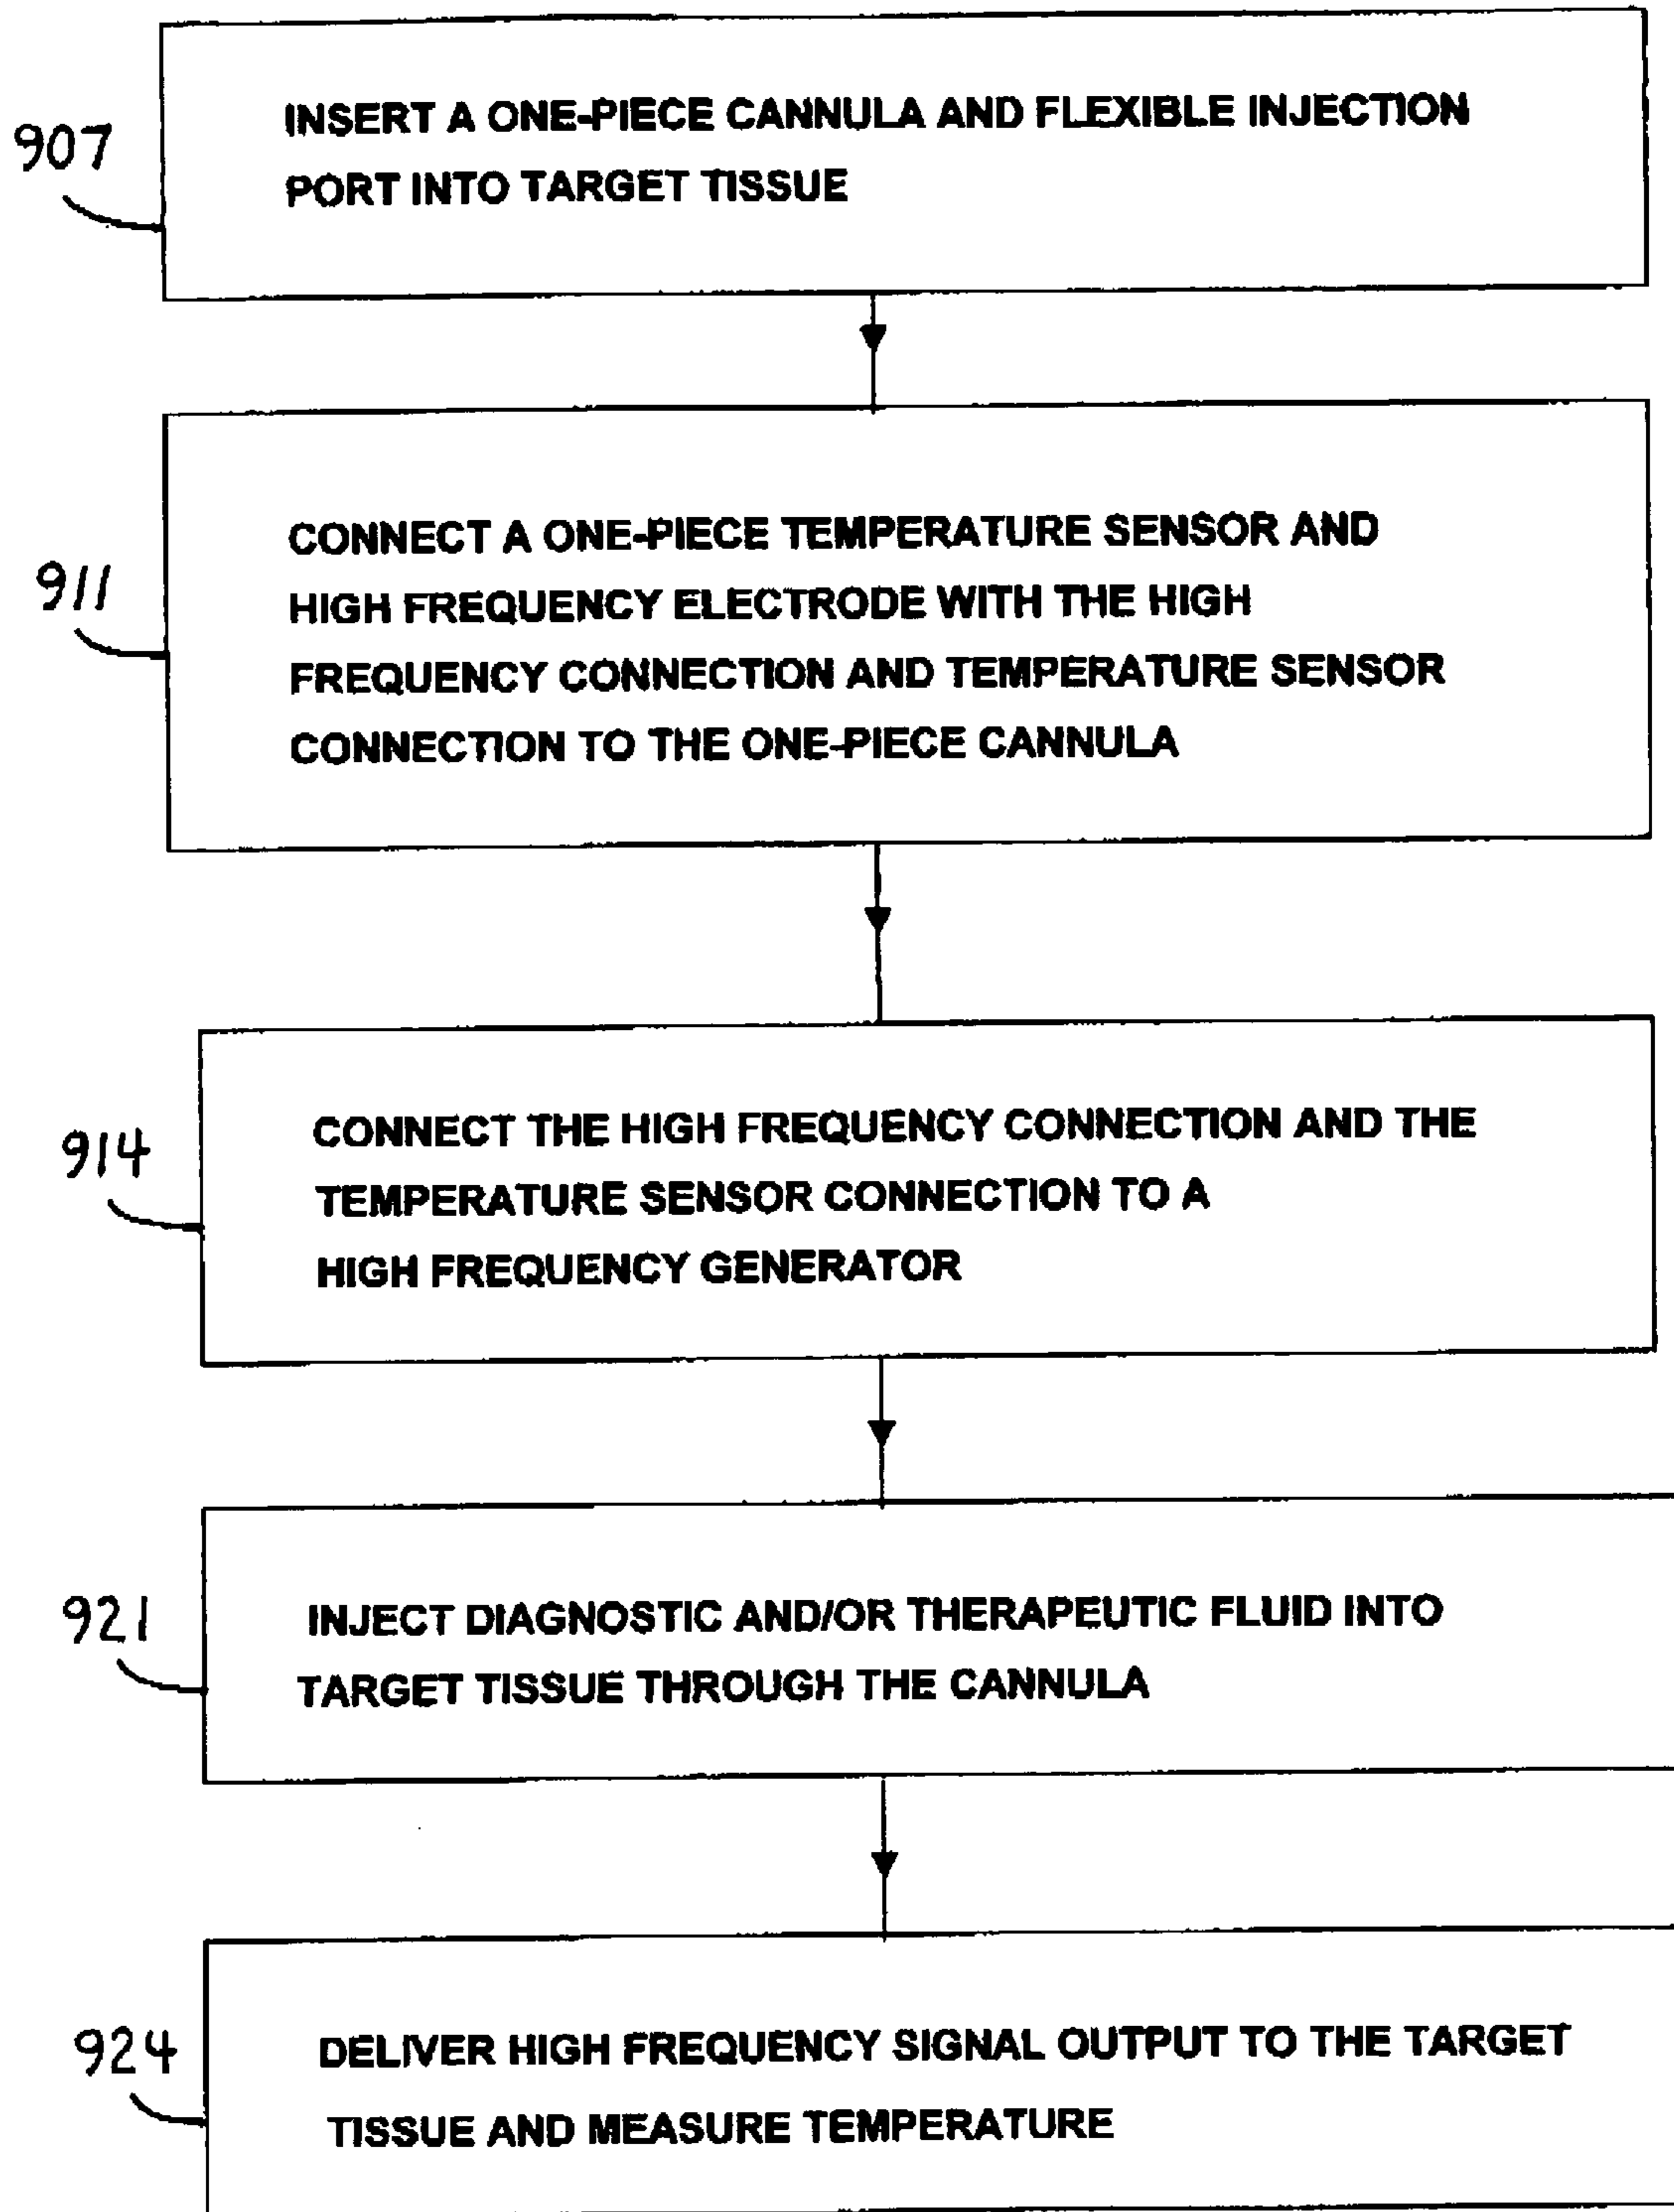 907
INSERT A ONE-PIECE CANNULA AND FLEXIBLE INJECTION
PORT INTO TARGET TISSUE
911
CONNECT A ONE-PIECE TEMPERATURE SENSOR AND
HIGH FREQUENCY ELECTRODE WITH THE HIGH
FREQUENCY CONNECTION AND TEMPERATURE SENSOR
CONNECTION TO THE ONE-PIECE CANNULA
914
CONNECT THE HIGH FREQUENCY CONNECTION AND THE
TEMPERATURE SENSOR CONNECTION TO A
HIGH FREQUENCY GENERATOR
921
INJECT DIAGNOSTIC AND/OR THERAPEUTIC FLUID INTO
TARGET TISSUE THROUGH THE CANNULA
924
DELIVER HIGH FREQUENCY SIGNAL OUTPUT TO THE TARGET
TISSUE AND MEASURE TEMPERATURE